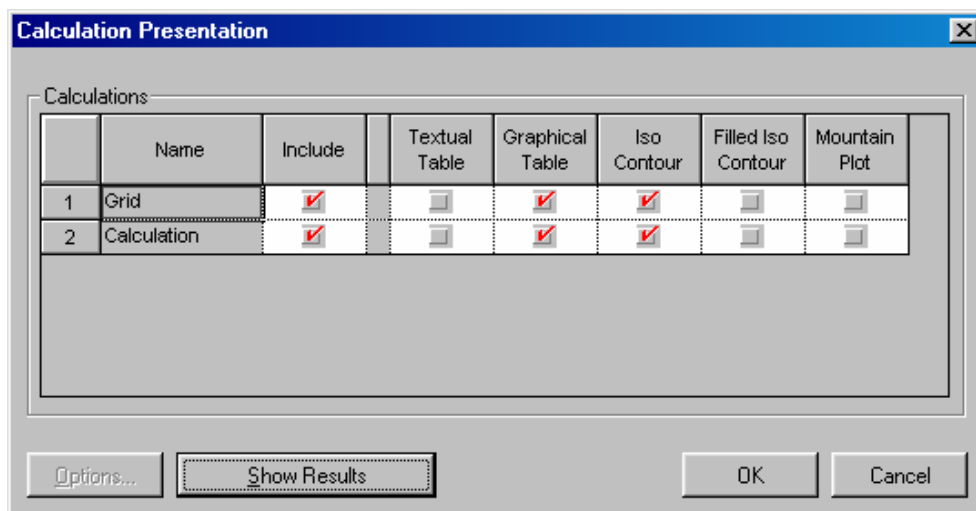 Calculation Presentation
Calculations
Name Include Textual Table Graphical Table Iso Contour Filled Iso Contour Mountain Plot
1 Grid
2 Calculation
Options... Show Results OK Cancel